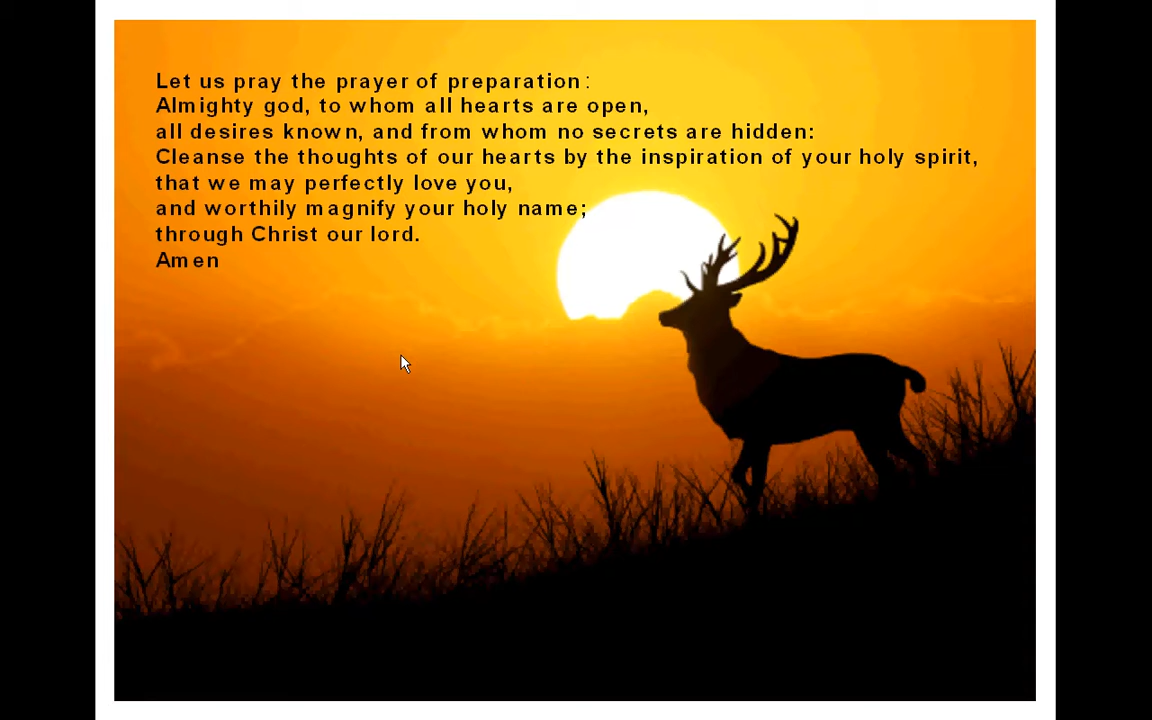 Let us pray the prayer of preparation:
Almighty god, to whom all hearts are open,
all desires known, and from whom no secrets are hidden:
Cleanse the thoughts of our hearts by the inspiration of your holy spirit,
that we may perfectly love you,
and worthily magnify your holy name;
through Christ our lord.
Amen